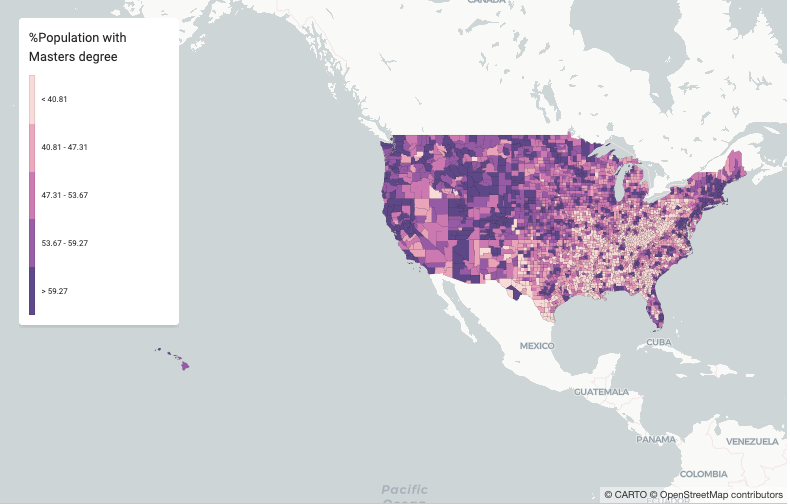 CANADA
%Population with
Masters degree
< 40.81
40.81 - 47.31
47.31 - 53.67
53.67 - 59.27
> 59.27
MEXICO
CUBA
GUATEMALA
PANAMA
VENEZUELA
COLOMBIA
Pacific
Ocean
© CARTO © OpenStreetMap contributors